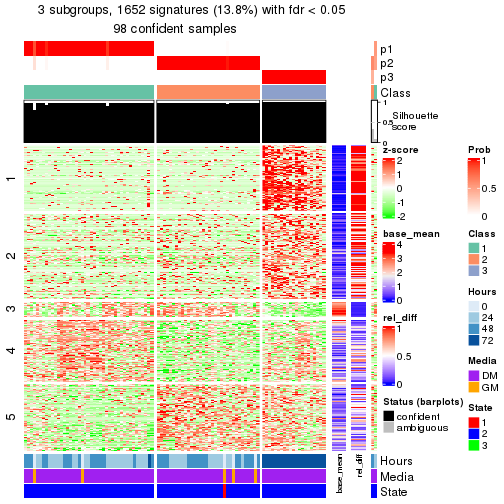 3 subgroups, 1652 signatures (13.8%) with fdr < 0.05
98 confident samples
p1
p2
p3
Class
1
0.5
0
Silhouette
score
1
2
3
4
5
base_mean
rel_diff
Hours
Media
State
z-score
2
1
0
-1
-2
base_mean
4
3
2
1
0
rel_diff
1
0.5
0
Status (barplots)
confident
ambiguous
Prob
1
0.5
0
Class
1
2
3
Hours
0
24
48
72
Media
DM
GM
State
1
2
3